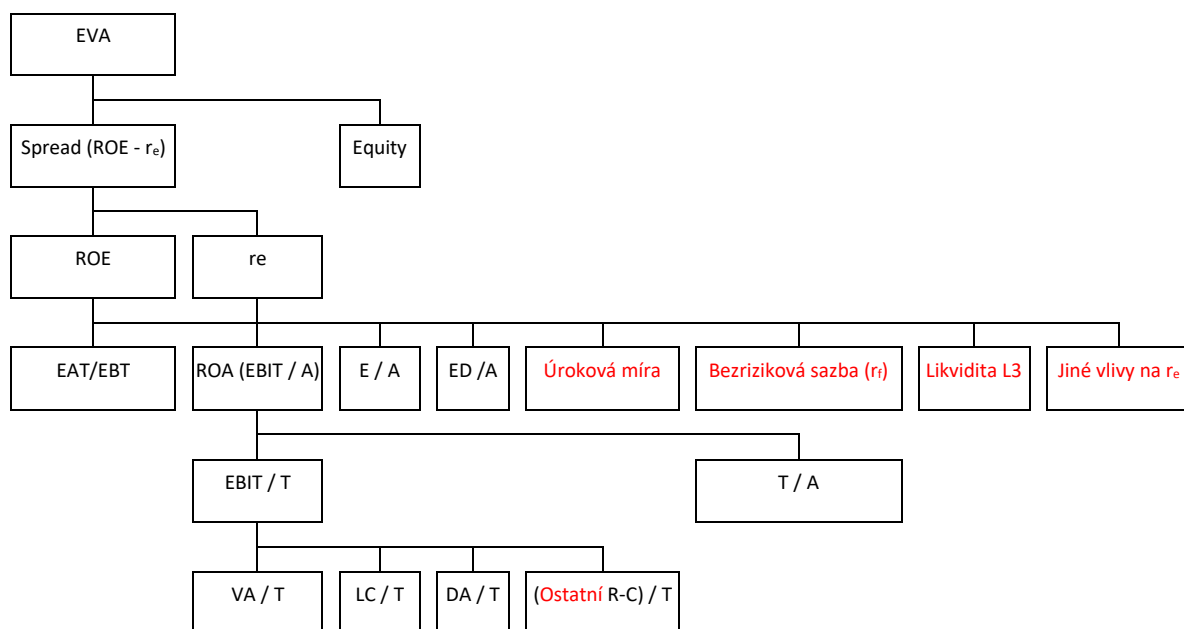 EVA
Spread (ROE - rₑ)
Equity
ROE
re
EAT/EBT
ROA (EBIT / A)
E / A
ED /A
Úroková míra
Bezriziková sazba (r_f)
Likvidita L3
Jiné vlivy na rₑ
EBIT / T
T / A
VA / T
LC / T
DA / T
(Ostatní R-C) / T